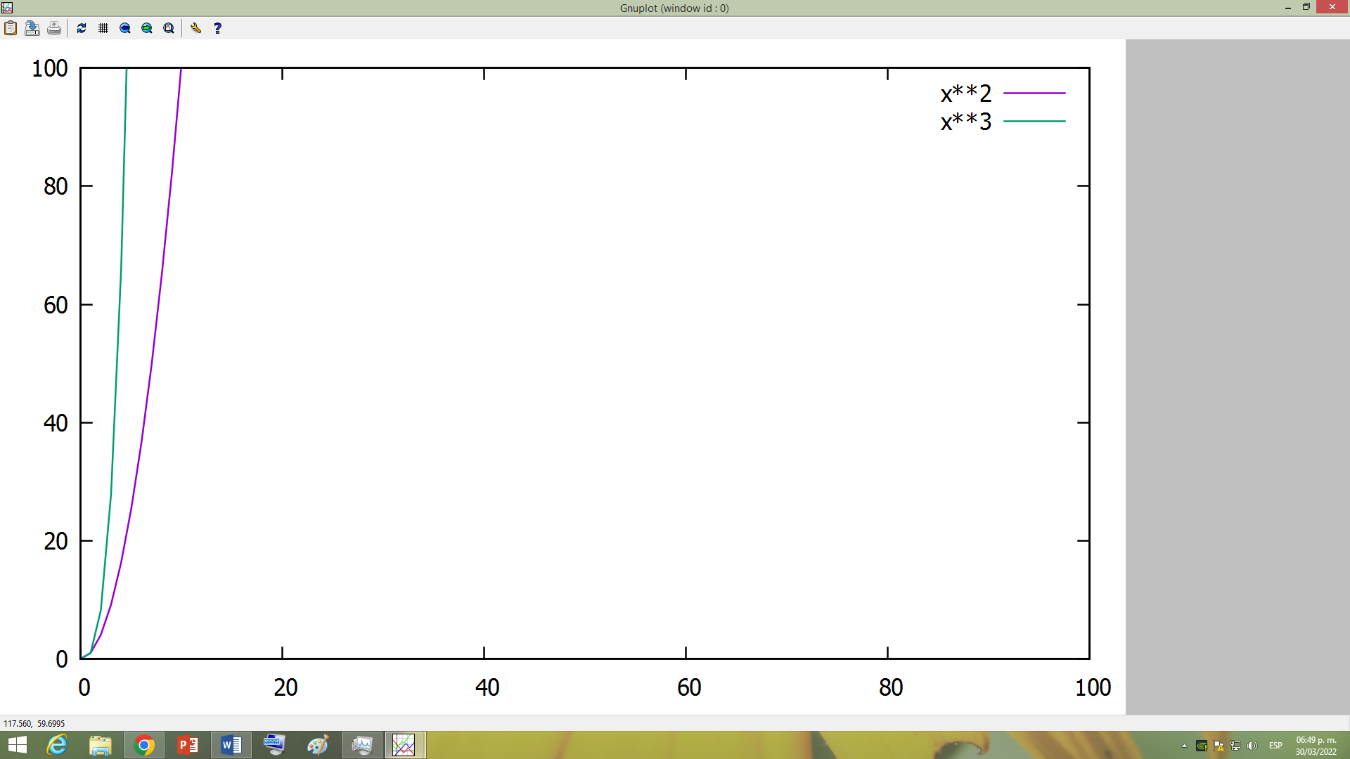 Gnuplot (window id : 0)
100
x**2
x**3
80
60
40
20
0
0 20 40 60 80 100
117.560, 59.6995
ESP
06:49 p. m.
30/03/2022